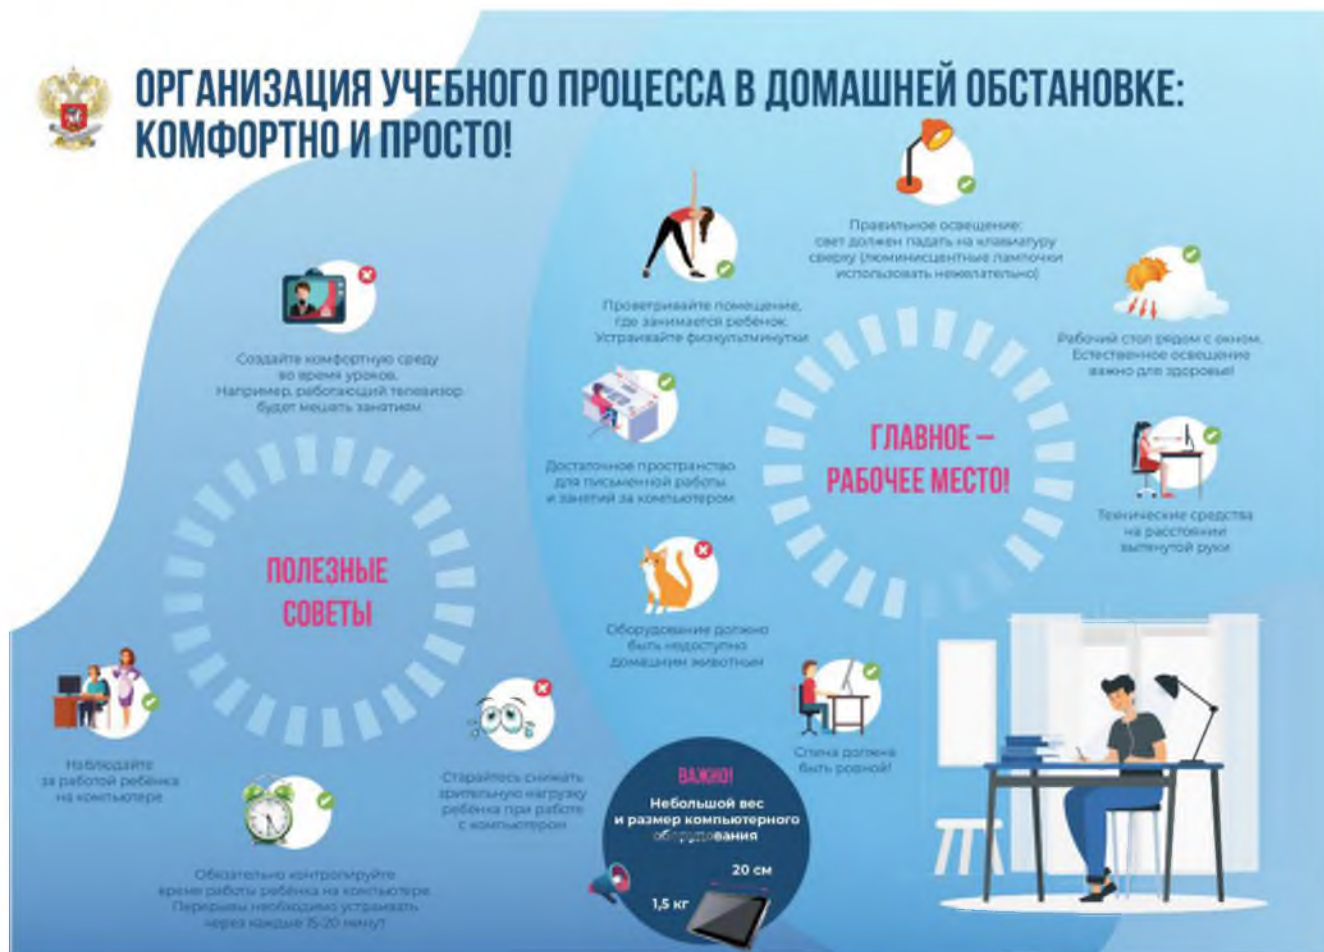 ОРГАНИЗАЦИЯ УЧЕБНОГО ПРОЦЕССА В ДОМАШНЕЙ ОБСТАНОВКЕ:
КОМФОРТНО И ПРОСТО!
Создайте комфортную среду
во время уроков.
Например, работающий телевизор
будет мешать занятиям
ПОЛЕЗНЫЕ
СОВЕТЫ
Наблюдайте
за работой ребёнка
на компьютере
Обязательно контролируйте
время работы ребёнка на компьютере
Перерывы необходимо устраивать
через каждые 15-20 минут
Старайтесь снижать
зрительную нагрузку
ребёнка при работе
с компьютером
Проветривайте помещение,
где занимается ребёнок.
Устраивайте физкультминутки
Правильное освещение:
свет должен падать на клавиатуру
сверху (люминисцентные лампочки
использовать нежелательно)
Рабочий стол рядом с окном.
Естественное освещение
важно для здоровья!
Достаточное пространство
для письменной работы
и занятий за компьютером
ГЛАВНОЕ –
РАБОЧЕЕ МЕСТО!
Технические средства
на расстоянии
вытянутой руки
Оборудование должно
быть недоступно
домашним животным
Спина должна
быть ровной!
ВАЖНО!
Небольшой вес
и размер компьютерного
оборудования
20 см
1,5 кг